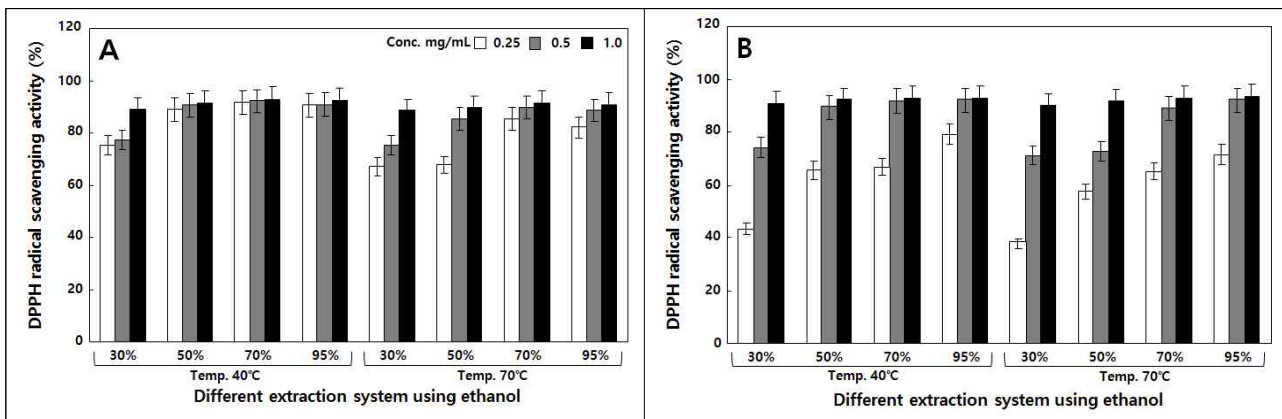 A
Conc. mg/mL 0.25 0.5 1.0
DPPH radical scavenging activity (%)
120
100
80
60
40
20
0
30% 50% 70% 95% 30% 50% 70% 95%
Temp. 40℃ Temp. 70℃
Different extraction system using ethanol
B
DPPH radical scavenging activity (%)
120
100
80
60
40
20
0
30% 50% 70% 95% 30% 50% 70% 95%
Temp. 40℃ Temp. 70℃
Different extraction system using ethanol